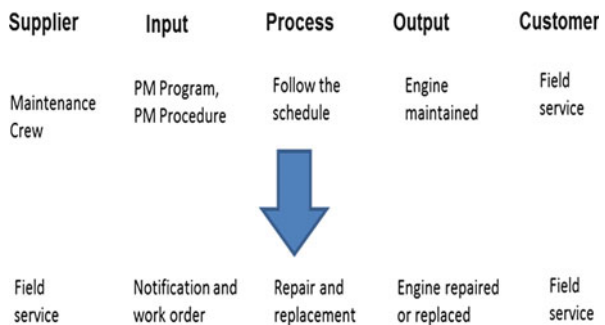 Supplier Input Process Output Customer
Maintenance Crew
PM Program,
PM Procedure
Follow the
schedule
Engine
maintained
Field
service
Field
service
Notification and
work order
Repair and
replacement
Engine repaired
or replaced
Field
service